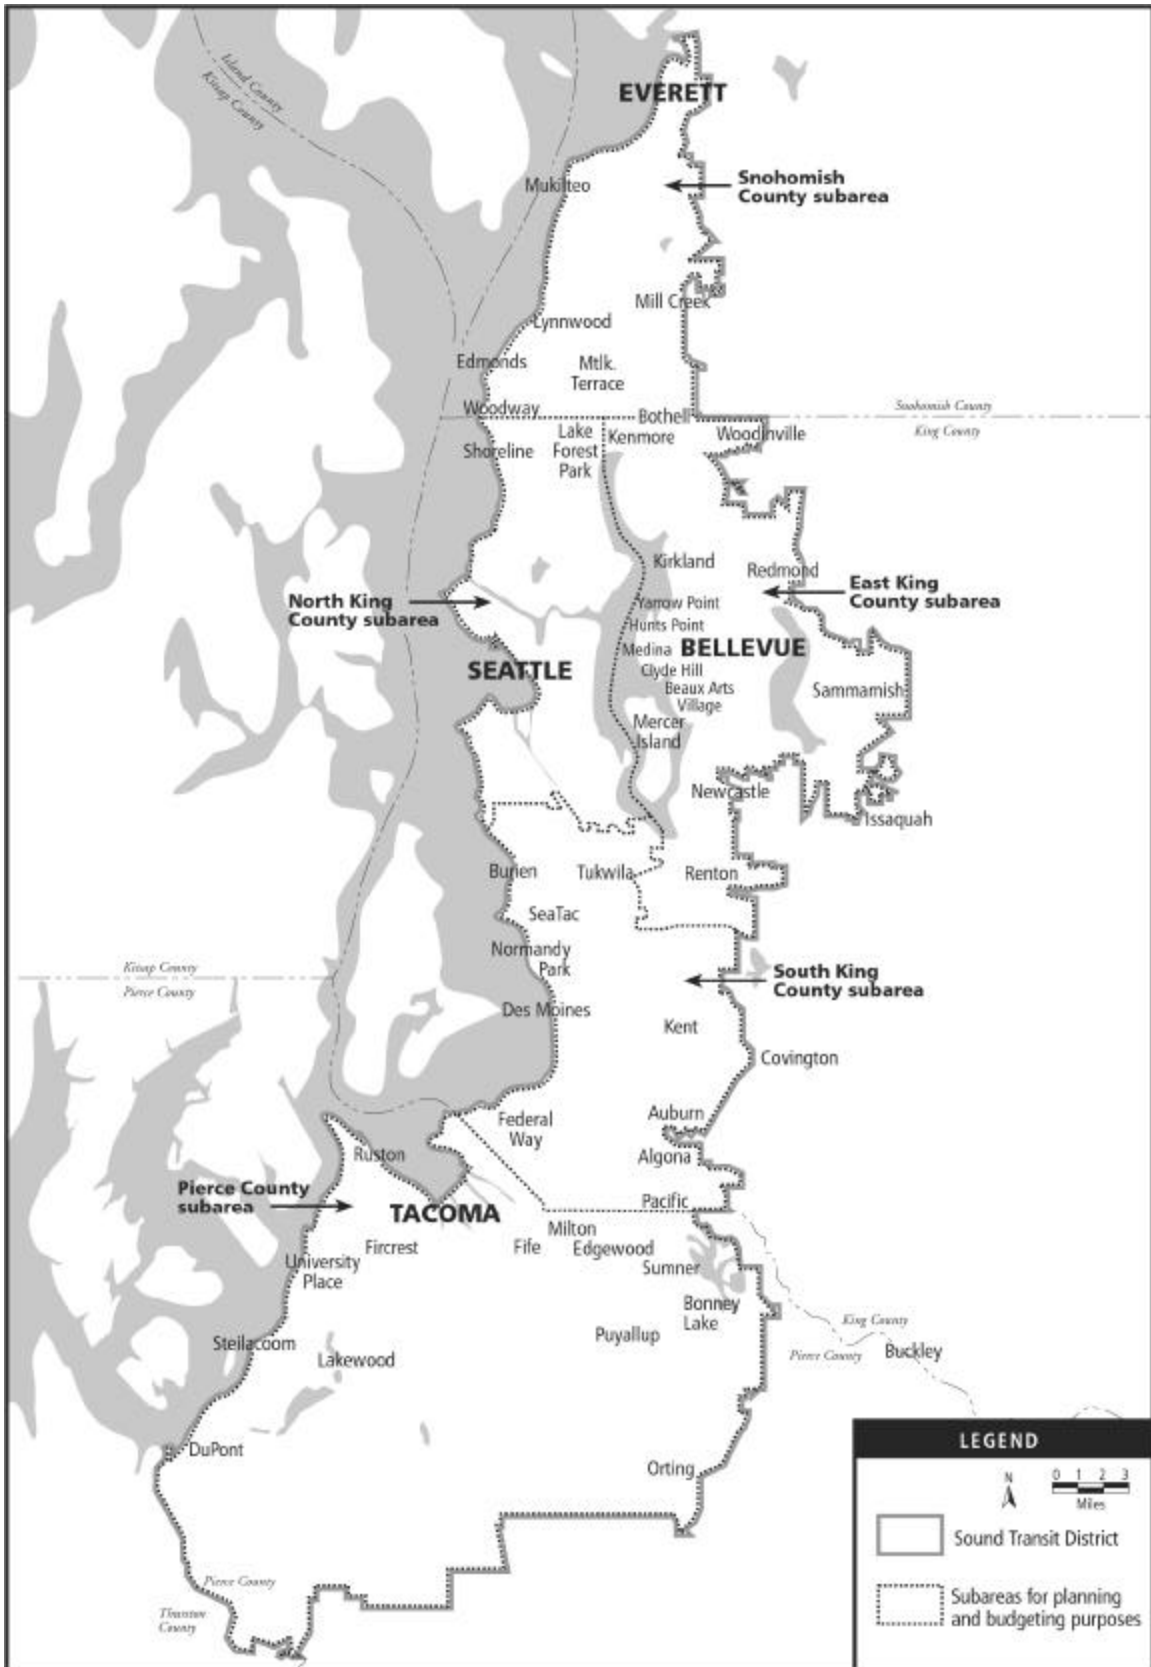 Island County
Kitsap County
EVERETT
Mukilteo
Snohomish
County subarea
Mill Creek
Lynnwood
Edmonds
Mtlk.
Terrace
Woodway
Bothell
Snohomish County
King County
Shoreline
Lake
Forest
Park
Kenmore
Woodinville
Kirkland
Redmond
East King
County subarea
North King
County subarea
Yarrow Point
Hunts Point
Medina
BELLEVUE
SEATTLE
Clyde Hill
Beaux Arts
Village
Sammamish
Mercer
Island
Newcastle
Issaquah
Burien
Tukwila
Renton
SeaTac
Normandy
Park
Kitsap County
Pierce County
South King
County subarea
Des Moines
Kent
Covington
Federal
Way
Auburn
Ruston
Algona
Pierce County
subarea
TACOMA
Pacific
Milton
Fircrest
Fife
Edgewood
University
Place
Sumner
Bonney
Lake
King County
Pierce County
Buckley
Steilacoom
Lakewood
Puyallup
DuPont
Orting
Pierce County
Thurston
County
LEGEND
N
0 1 2 3
Miles
Sound Transit District
Subareas for planning
and budgeting purposes